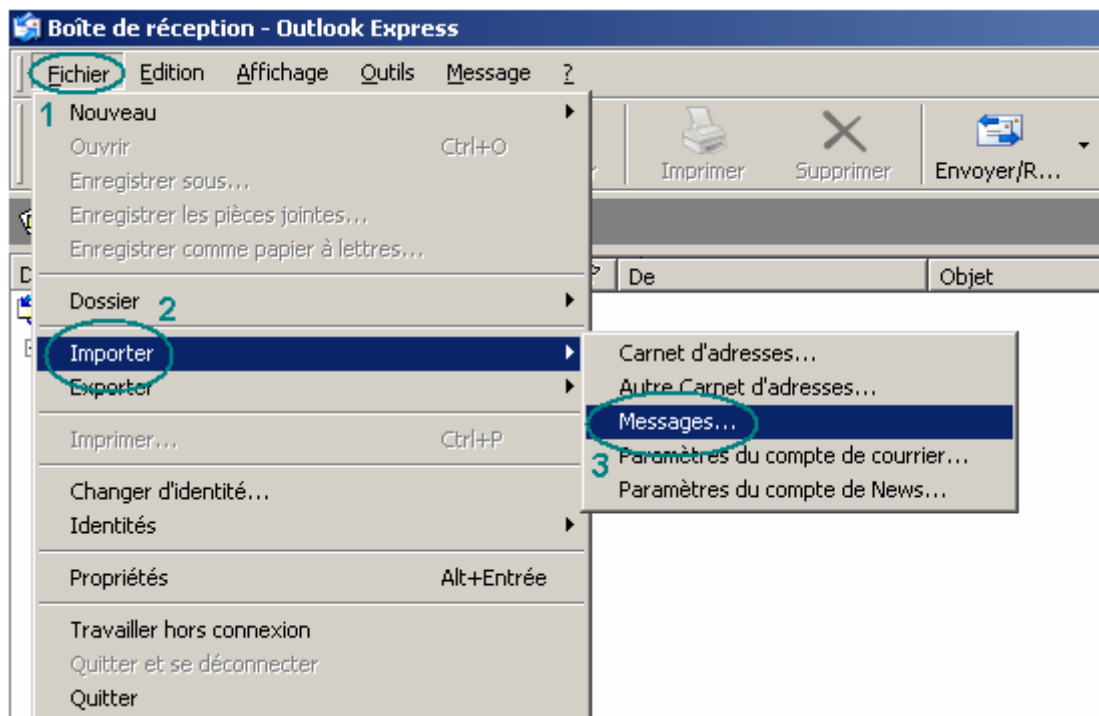 Boîte de réception - Outlook Express
Fichier Edition Affichage Outils Message ?
1 Nouveau
Ouvrir Ctrl+O
Imprimer Supprimer Envoyer/R...
Enregistrer sous...
Enregistrer les pièces jointes...
Enregistrer comme papier à lettres...
De Objet
Dossier 2
Importer
Exporter
Imprimer... Ctrl+P
Changer d'identité...
Identités
Propriétés Alt+Entrée
Travailler hors connexion
Quitter et se déconnecter
Quitter
Carnet d'adresses...
Autre Carnet d'adresses...
Messages...
3 Paramètres du compte de courrier...
Paramètres du compte de News...